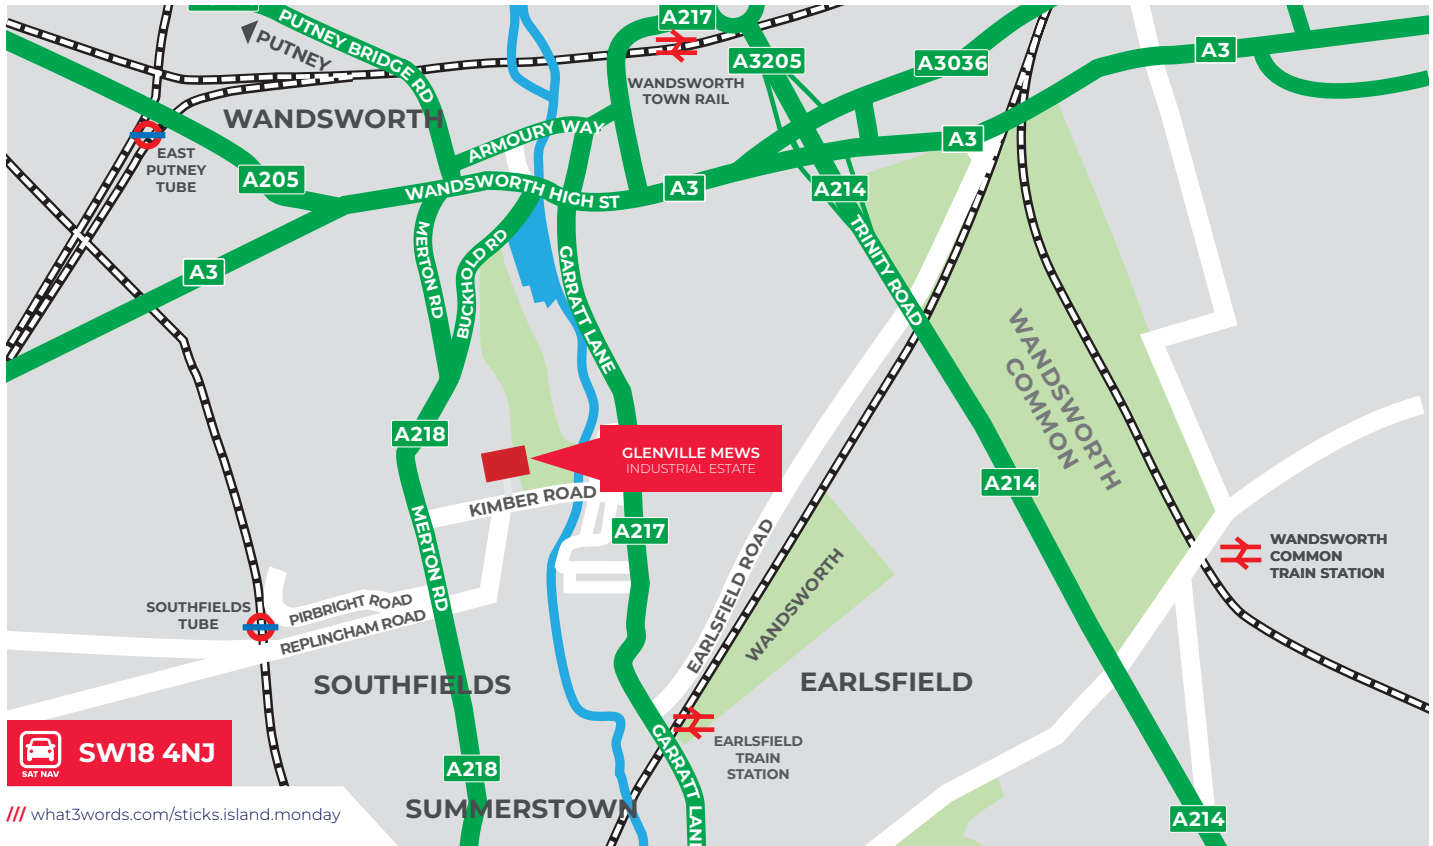 A217
PUTNEY BRIDGE RD
PUTNEY
A3
A3205
A3036
WANDSWORTH
TOWN RAIL
WANDSWORTH
ARMOURY WAY
A3
EAST
PUTNEY
TUBE
A205
WANDSWORTH HIGH ST
A3
A214
MERTON RD
BUCKHOLD RD
GARRATT LANE
TRINITY ROAD
A3
WANDSWORTH
COMMON
A218
GLENVILLE MEWS
INDUSTRIAL ESTATE
A214
KIMBER ROAD
MERTON RD
A217
EARLSFIELD ROAD
WANDSWORTH
WANDSWORTH
COMMON
TRAIN STATION
SOUTHFIELDS
TUBE
PIRBRIGHT ROAD
REPLINGHAM ROAD
SOUTHFIELDS
EARLSFIELD
GARRATT LAN
EARLSFIELD
TRAIN
STATION
SAT NAV
SW18 4NJ
A218
SUMMERSTOWN
A214
/// what3words.com/sticks.island.monday